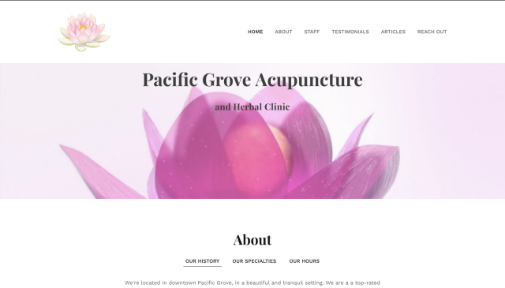 HOME ABOUT STAFF TESTIMONIALS ARTICLES REACH OUT
Pacific Grove Acupuncture
and Herbal Clinic
About
OUR HISTORY OUR SPECIALTIES OUR HOURS
We're located in downtown Pacific Grove, in a beautiful and tranquil setting. We are a a top-rated